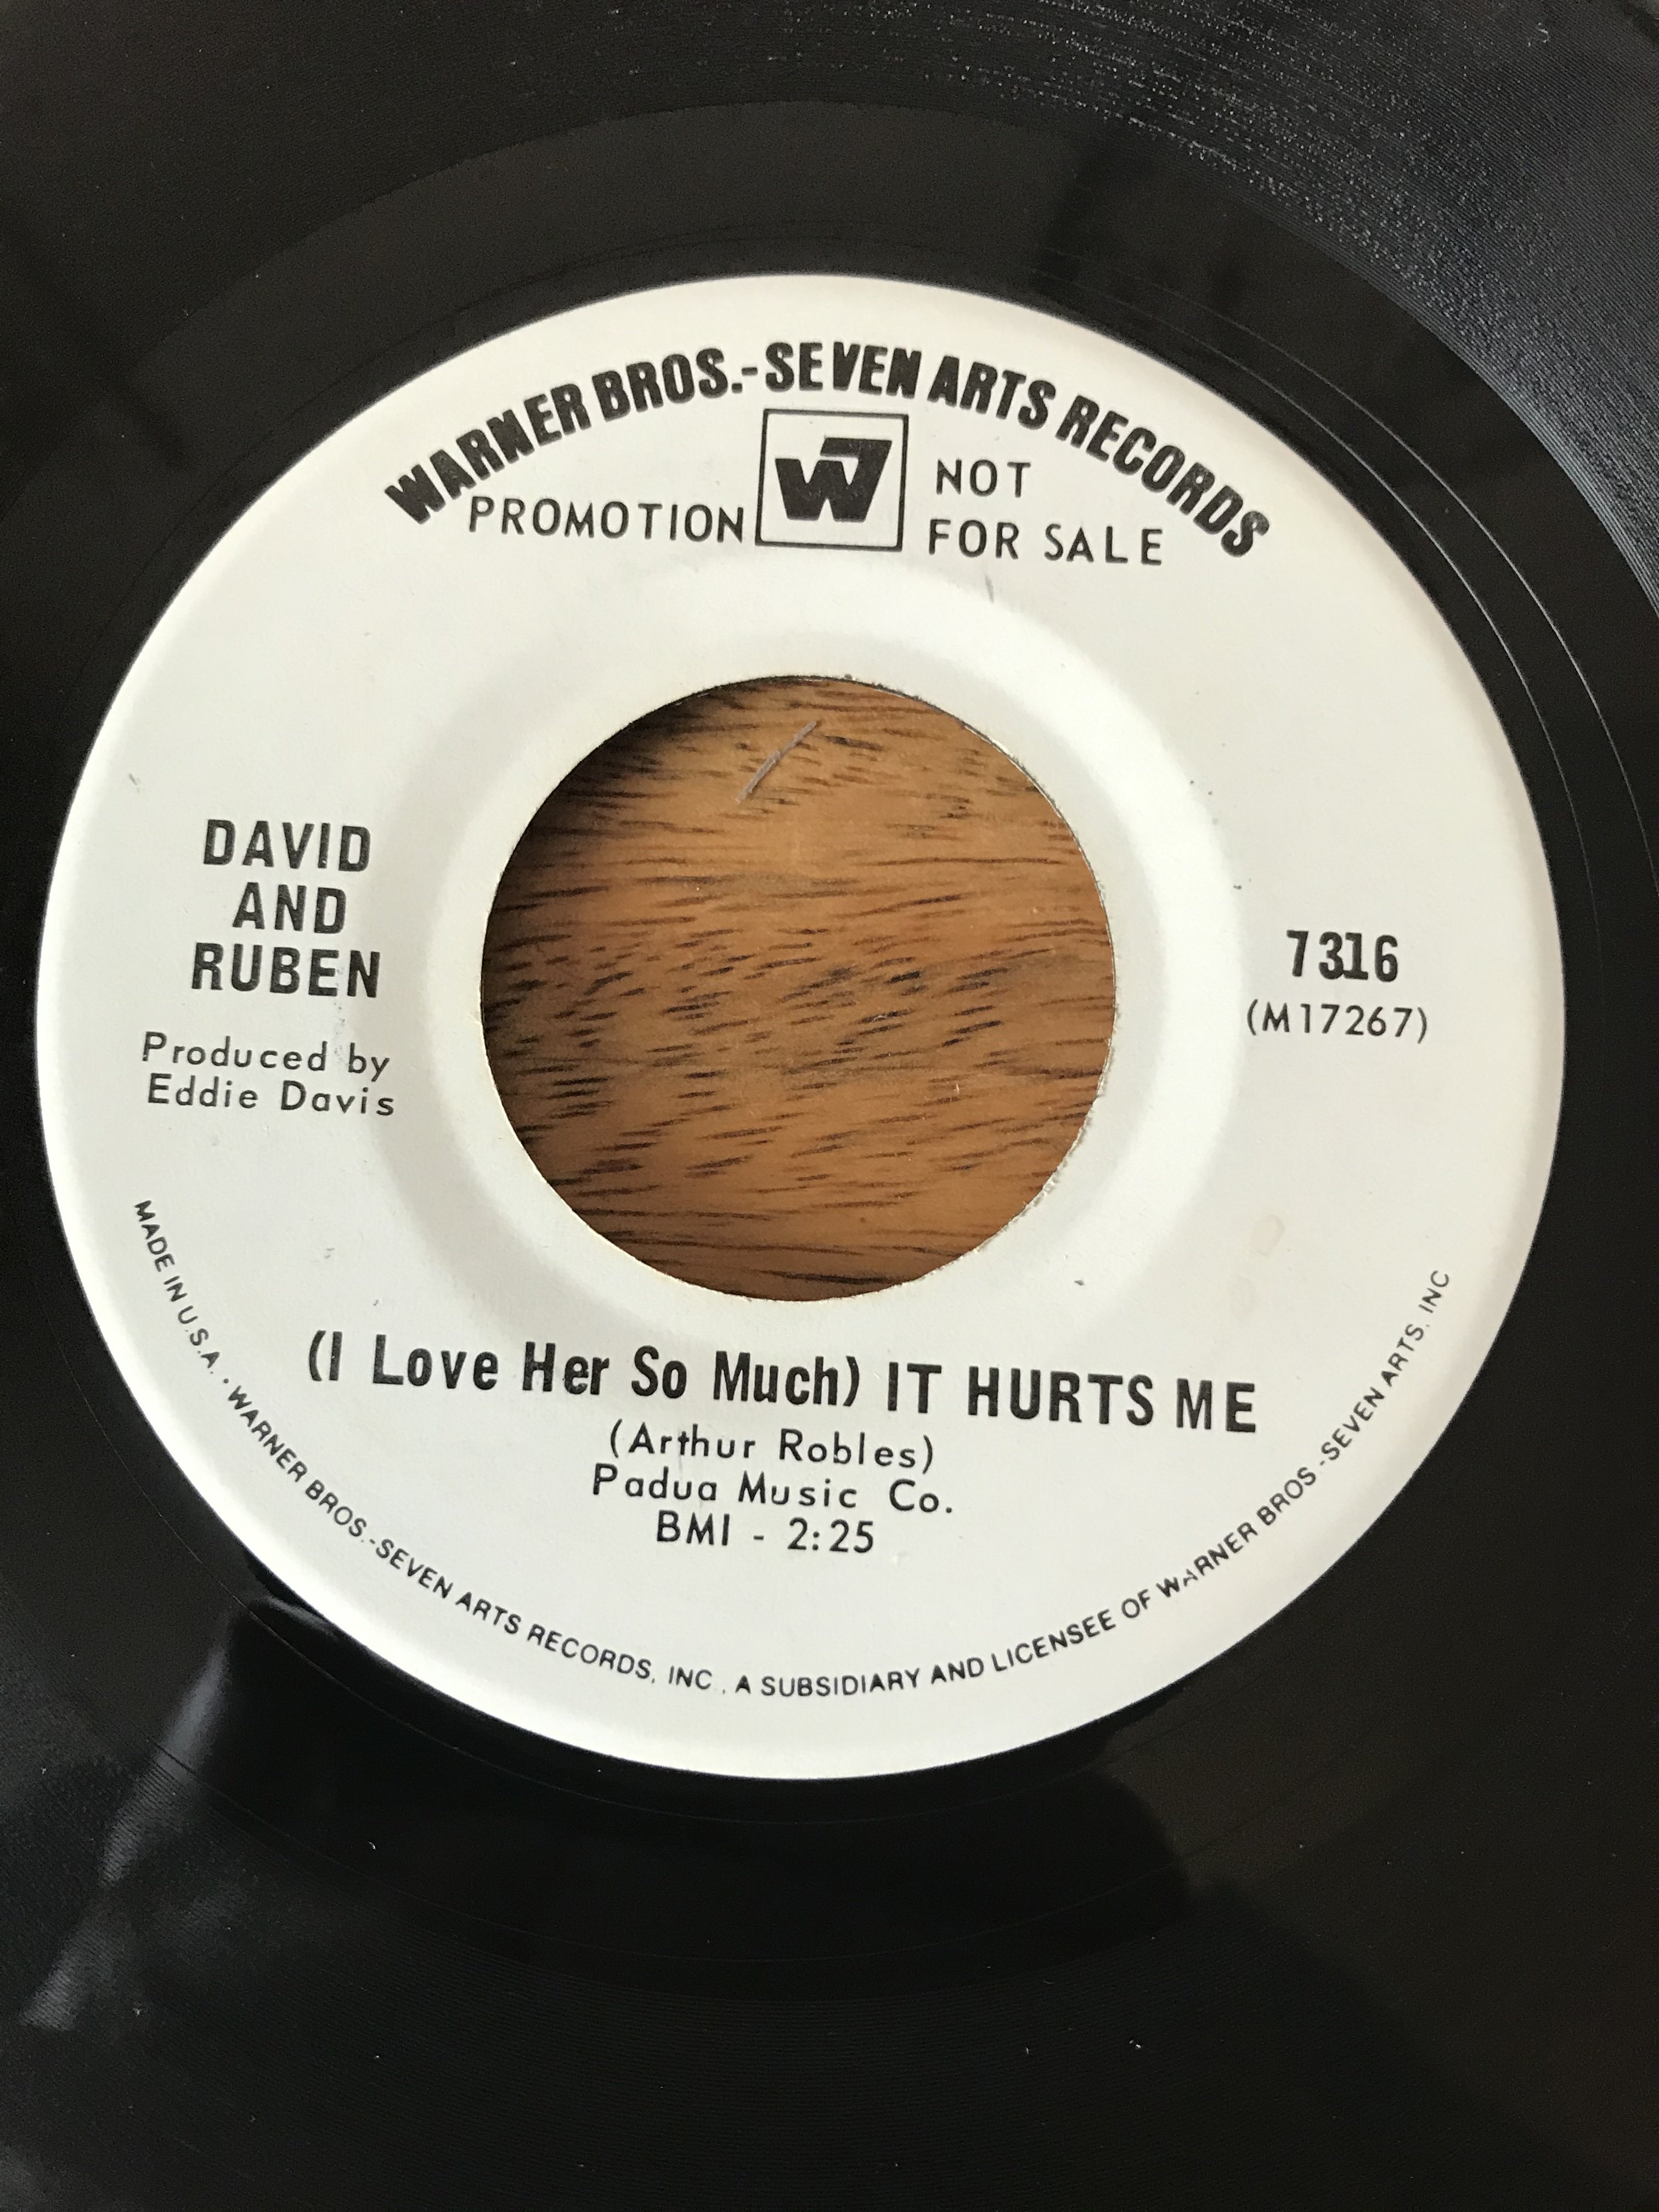 WARNER BROS.-SEVEN ARTS RECORDS
W7
PROMOTION
NOT
FOR SALE
DAVID
AND
RUBEN
Produced by
Eddie Davis
7316
(M17267)
(I Love Her So Much) IT HURTS ME
(Arthur Robles)
Padua Music Co.
BMI - 2:25
MADE IN U.S.A. • WARNER BROS.-SEVEN ARTS RECORDS, INC., A SUBSIDIARY AND LICENSEE OF WARNER BROS.-SEVEN ARTS, INC